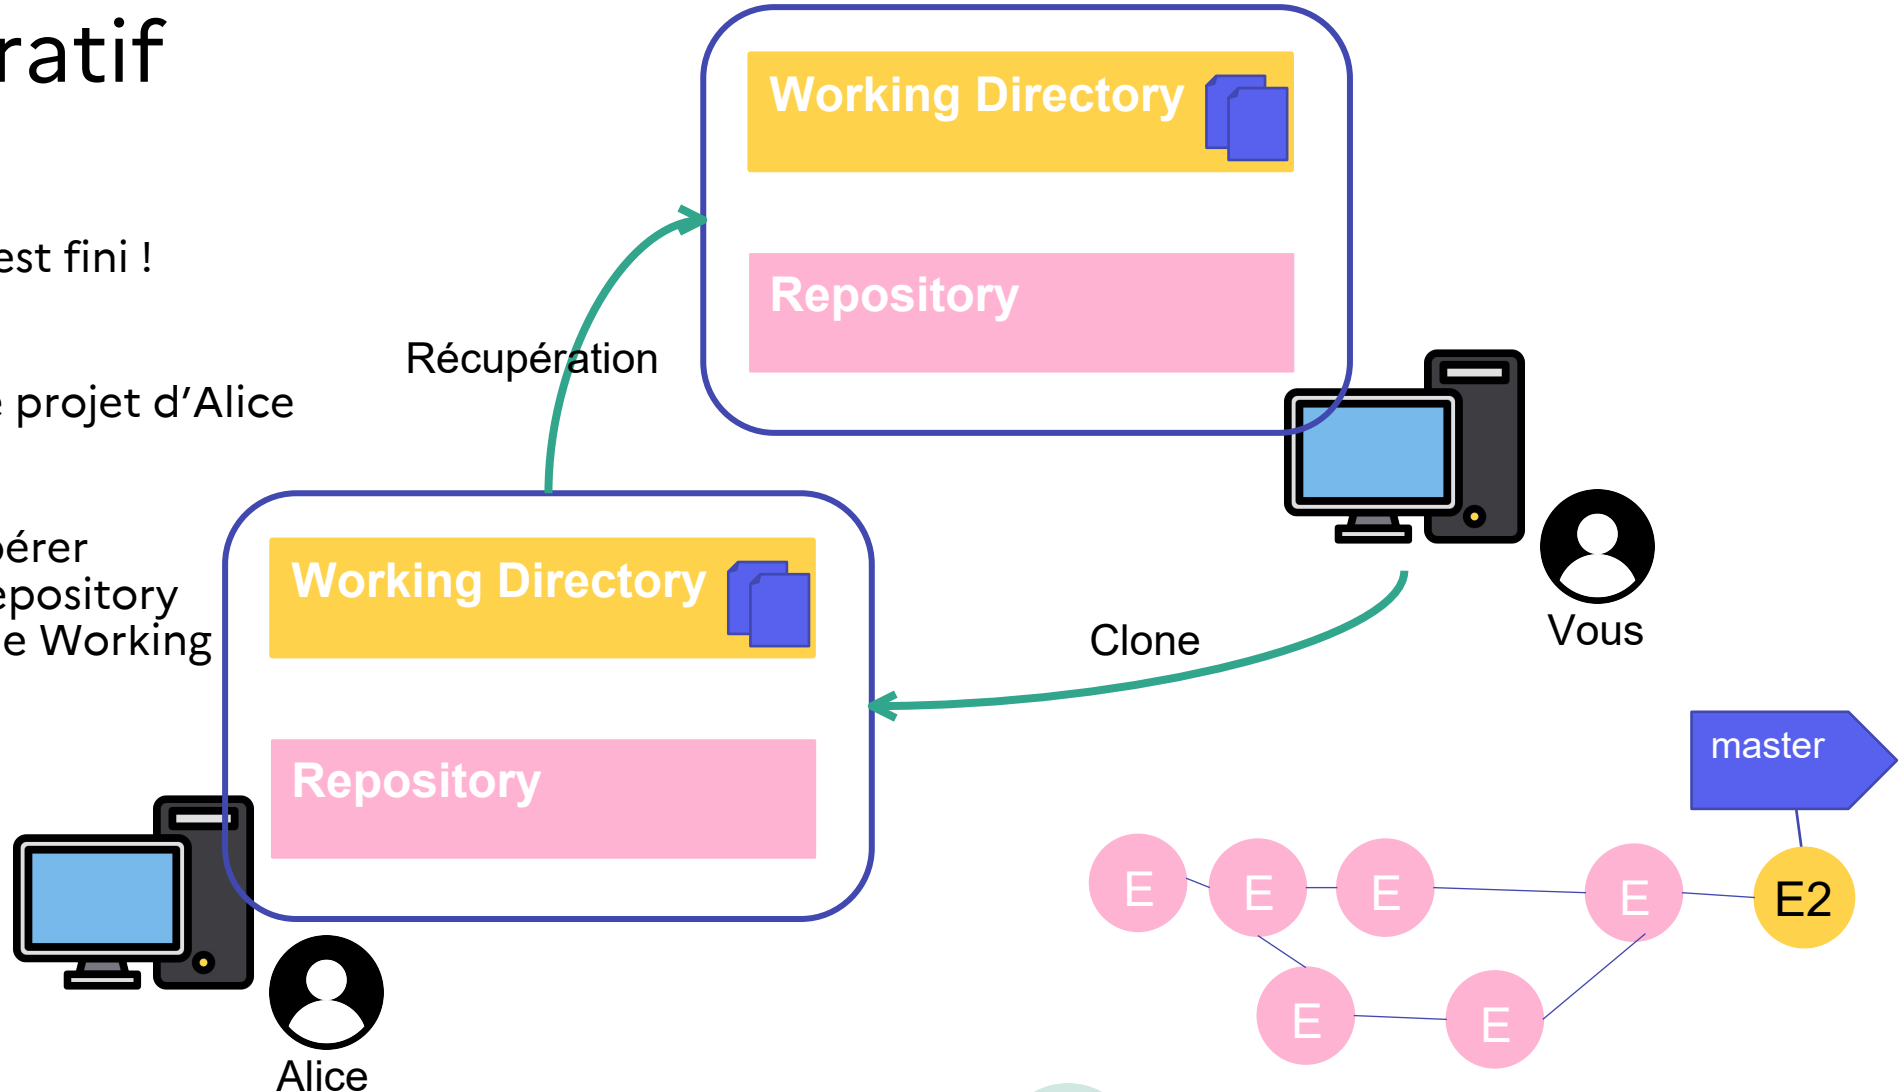 ratif
est fini !
e projet d’Alice
pérer
epository
e Working
Working Directory
Repository
Récupération
Working Directory
Repository
Clone
Vous
Alice
master
E
E
E
E
E2
E
E